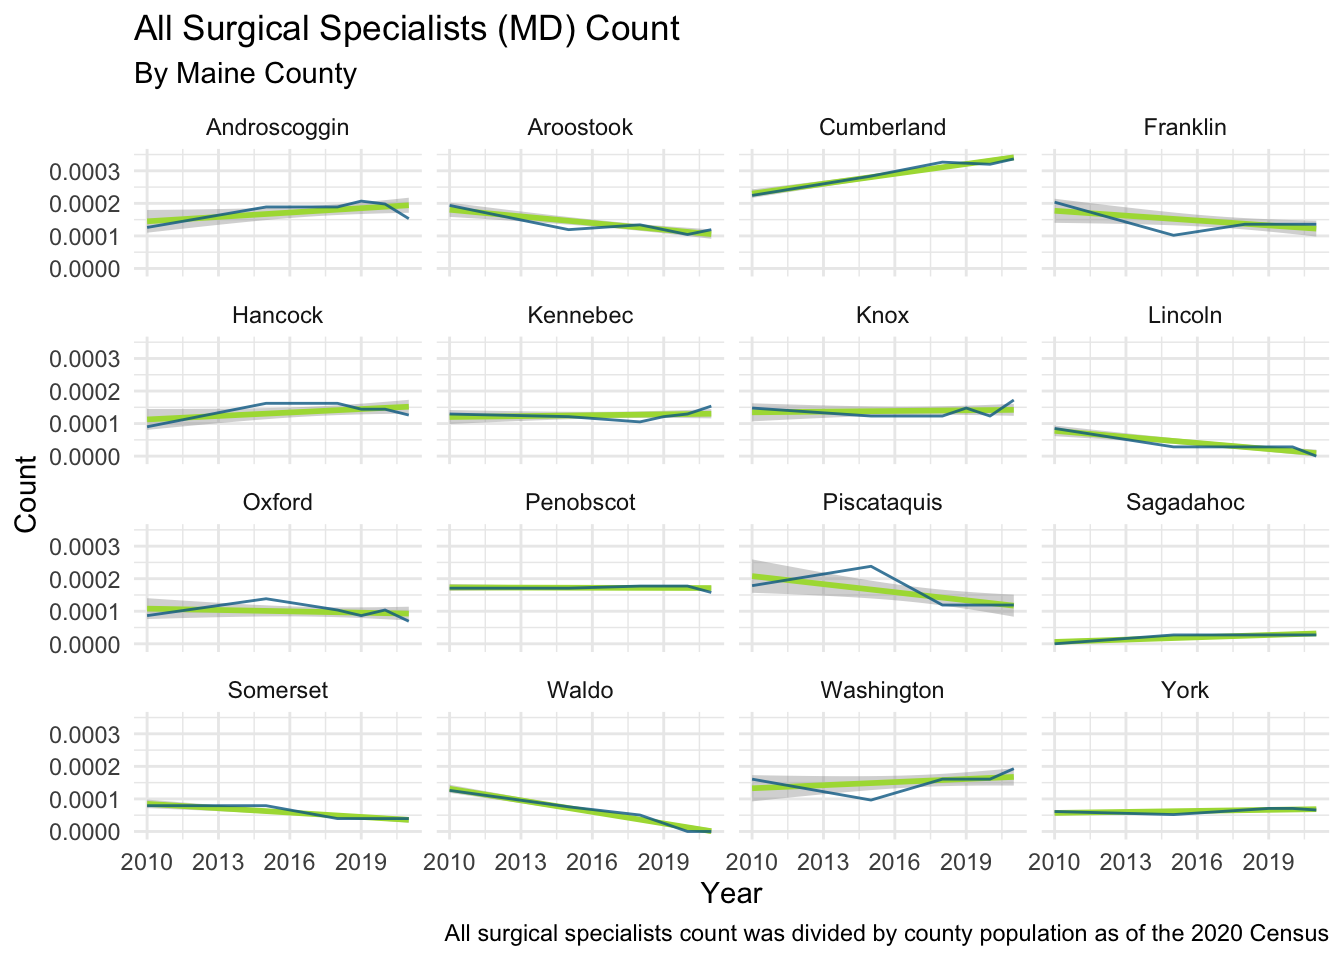 All Surgical Specialists (MD) Count
By Maine County
Androscoggin Aroostook Cumberland Franklin
0.0003
0.0002
0.0001
0.0000
Hancock Kennebec Knox Lincoln
0.0003
0.0002
0.0001
0.0000
Count
Oxford Penobscot Piscataquis Sagadahoc
0.0003
0.0002
0.0001
0.0000
Somerset Waldo Washington York
0.0003
0.0002
0.0001
0.0000
2010 2013 2016 2019 2010 2013 2016 2019 2010 2013 2016 2019 2010 2013 2016 2019
Year
All surgical specialists count was divided by county population as of the 2020 Census